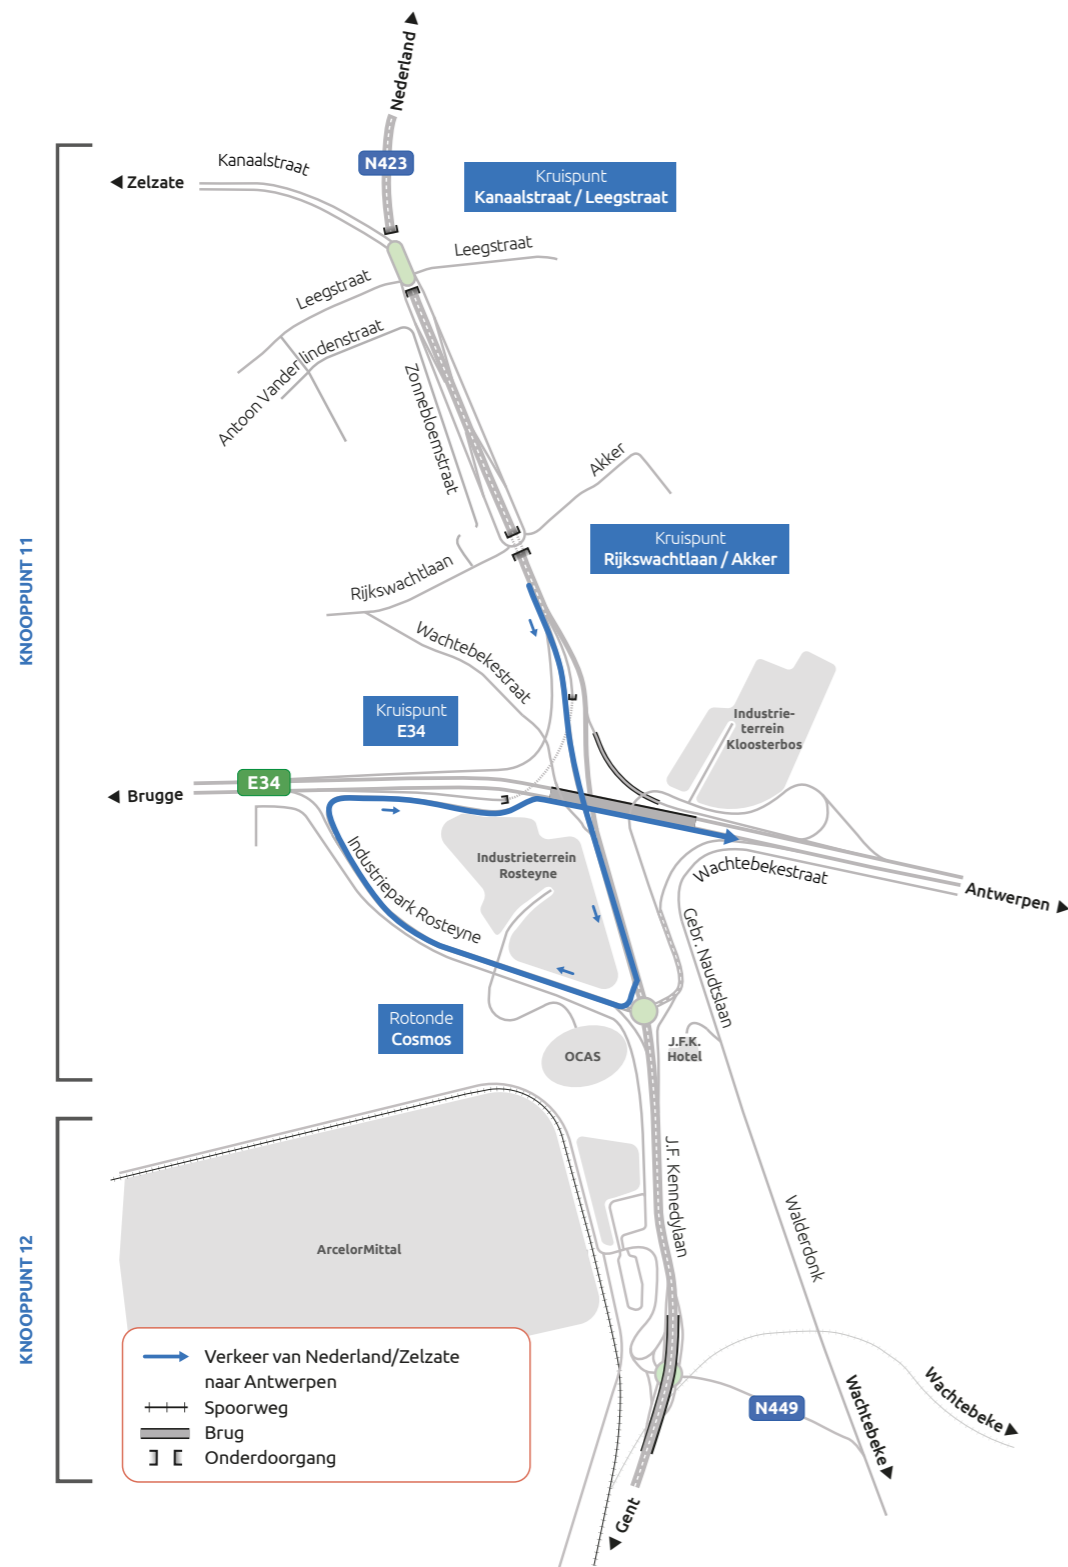 Nederland
N423
Kanaalstraat
Zelzate
Kruispunt
Kanaalstraat / Leegstraat
Leegstraat
Leegstraat
Antoon Vander lindenstraat
Zonnebloemstraat
Akker
Kruispunt
Rijkswachtlaan / Akker
KNOOPPUNT 11
Rijkswachtlaan
Wachtebekestraat
Kruispunt
E34
Industrie-
terrein
Kloosterbos
E34
Brugge
Industrieterrein
Rosteyne
Industriepark Rosteyne
Wachtebekestraat
Antwerpen
Gebr. Naudtslaan
Rotonde
Cosmos
OCAS
J.F.K.
Hotel
J.F. Kennedylaan
Walderdonk
ArcelorMittal
KNOOPPUNT 12
Verkeer van Nederland/Zelzate
naar Antwerpen
Spoorweg
Brug
Onderdoorgang
N449
Wachtebeke
Wachtebeke
Gent